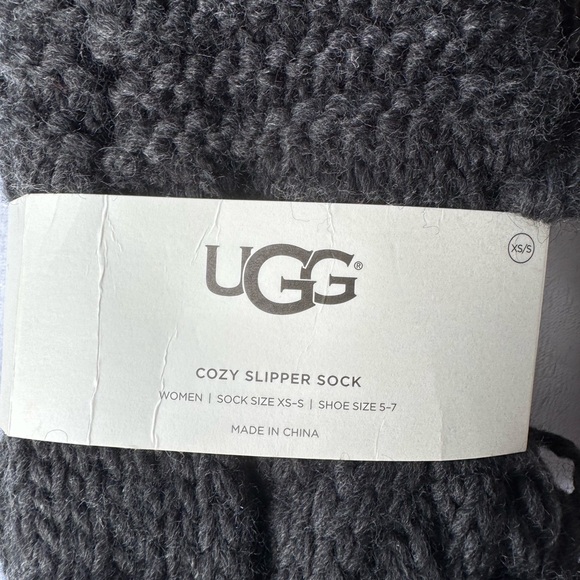 XS/S
UGG®
COZY SLIPPER SOCK
WOMEN | SOCK SIZE XS-S | SHOE SIZE 5-7
MADE IN CHINA